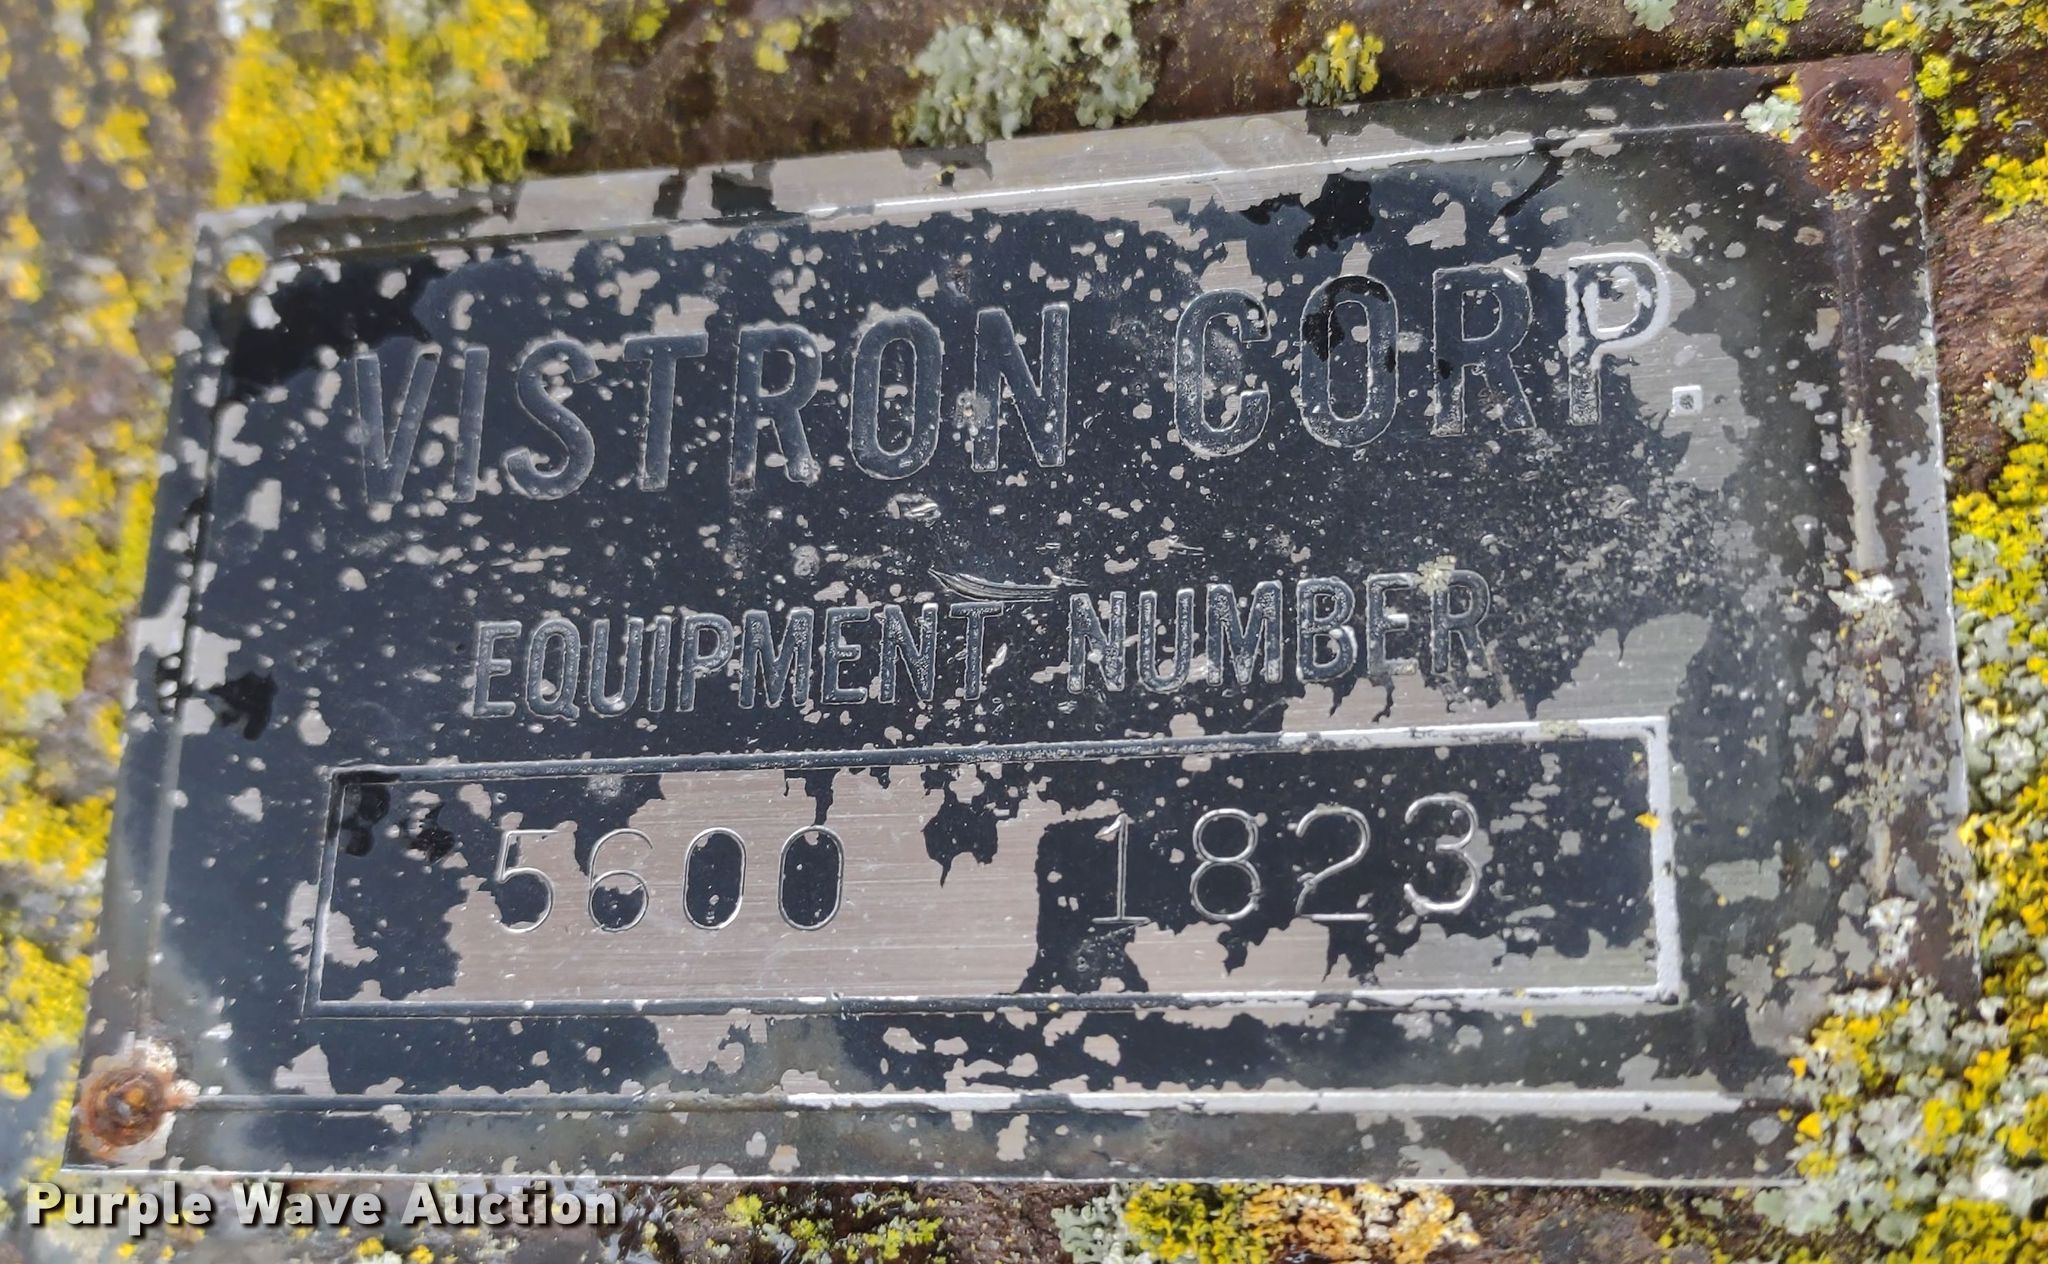 VISTRON CORP.
EQUIPMENT NUMBER
5600 1823
Purple Wave Auction